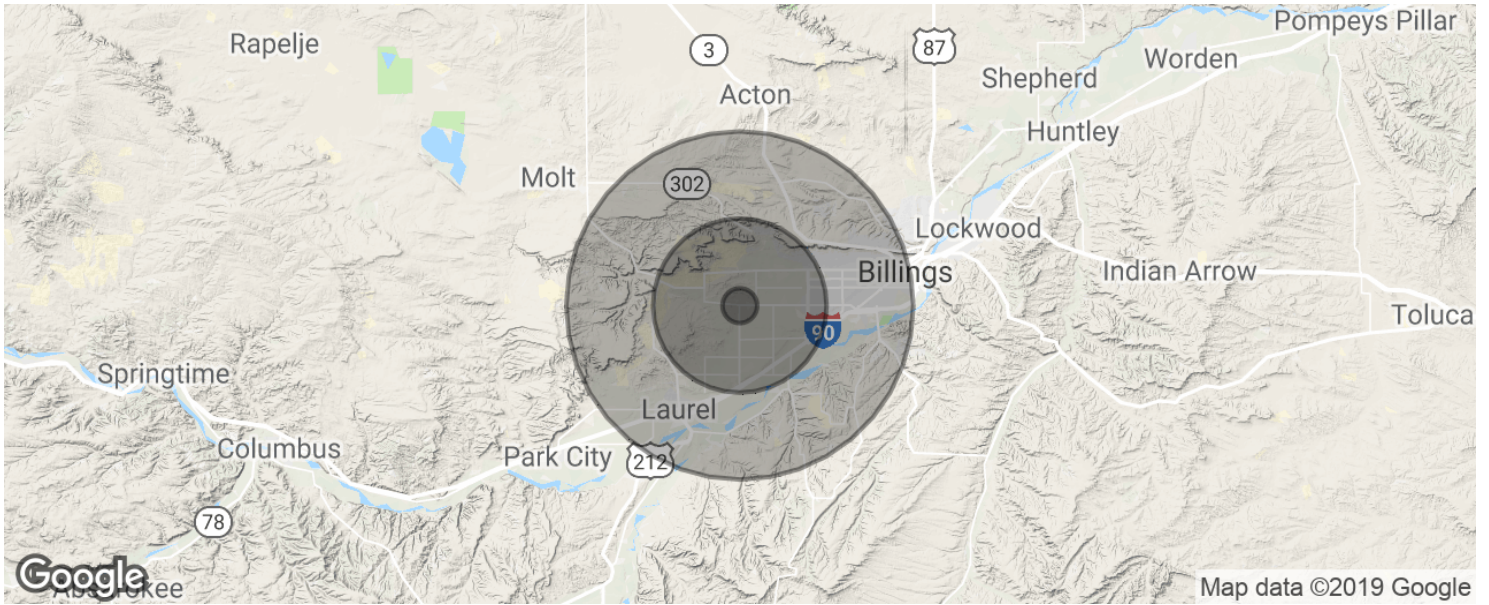 Pompeys Pillar
Rapelje
3
87
Worden
Shepherd
Acton
Huntley
Molt
302
Lockwood
Billings
Indian Arrow
Toluca
90
Springtime
Laurel
Columbus
Park City
212
78
Google
Map data ©2019 Google